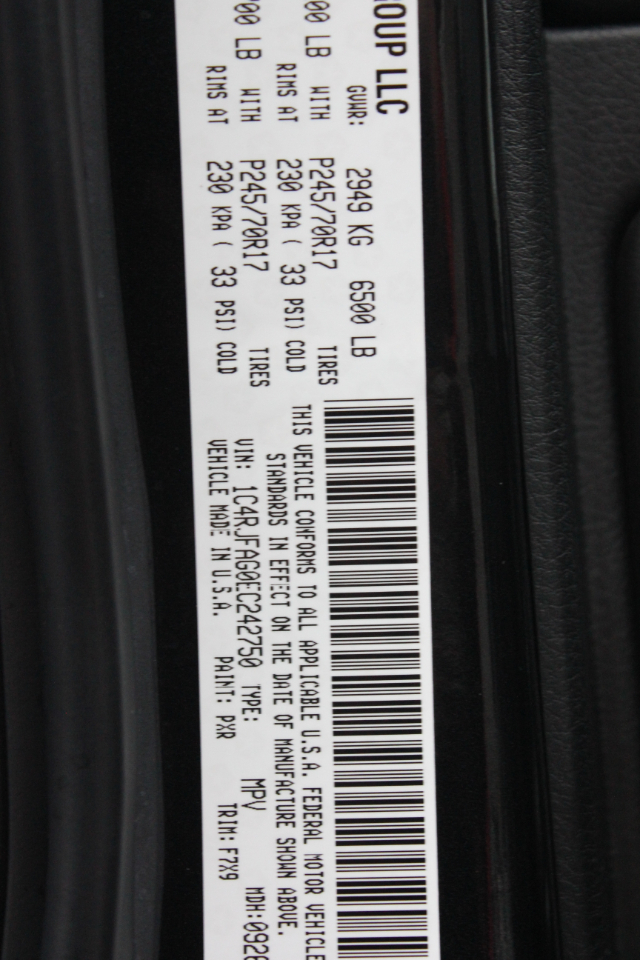 GROUP LLC
GVWR: 2949 KG 6500 LB
00 LB WITH P245/70R17 TIRES
RIMS AT 230 KPA ( 33 PSI) COLD
00 LB WITH P245/70R17 TIRES
RIMS AT 230 KPA ( 33 PSI) COLD
THIS VEHICLE CONFORMS TO ALL APPLICABLE U.S.A. FEDERAL MOTOR VEHICLE
STANDARDS IN EFFECT ON THE DATE OF MANUFACTURE SHOWN ABOVE.
VIN: 1C4RJFAG0EC242750 TYPE: MPV MDH:0928
VEHICLE MADE IN U.S.A. PAINT: PXR TRIM: F7X9